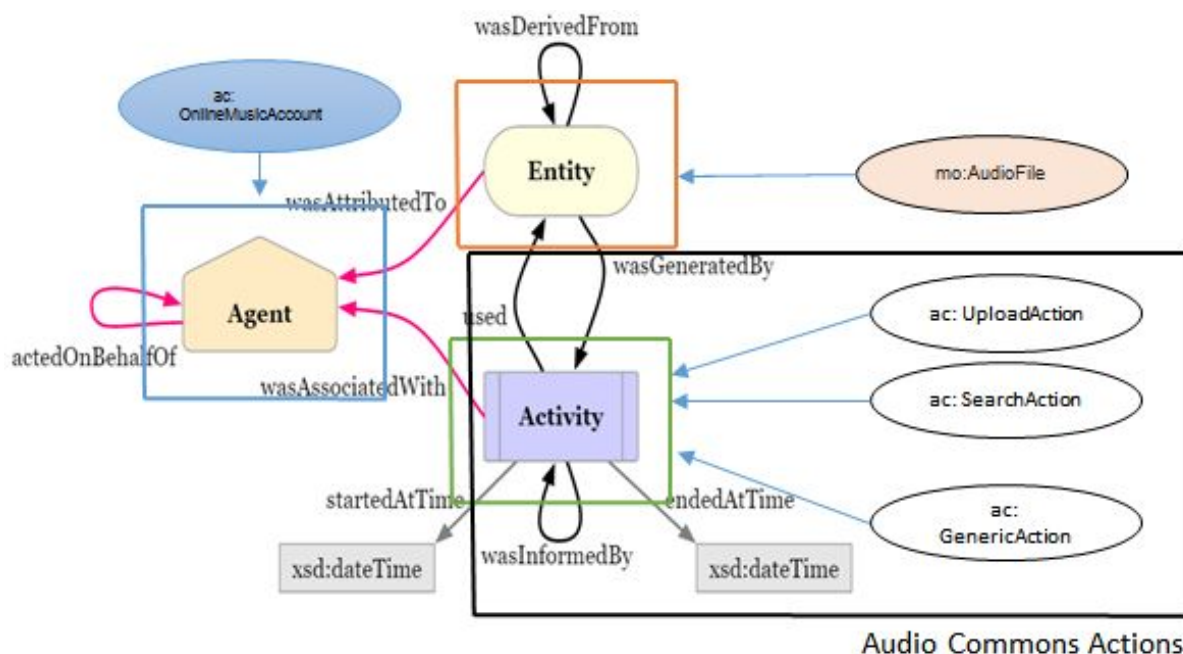 wasDerivedFrom
ac:
OnlineMusicAccount
Entity
mo:AudioFile
wasAttributedTo
wasGeneratedBy
Agent
used
ac: UploadAction
actedOnBehalfOf
wasAssociatedWith
ac: SearchAction
Activity
startedAtTime
endedAtTime
ac:
GenericAction
wasInformedBy
xsd:dateTime
xsd:dateTime
Audio Commons Actions